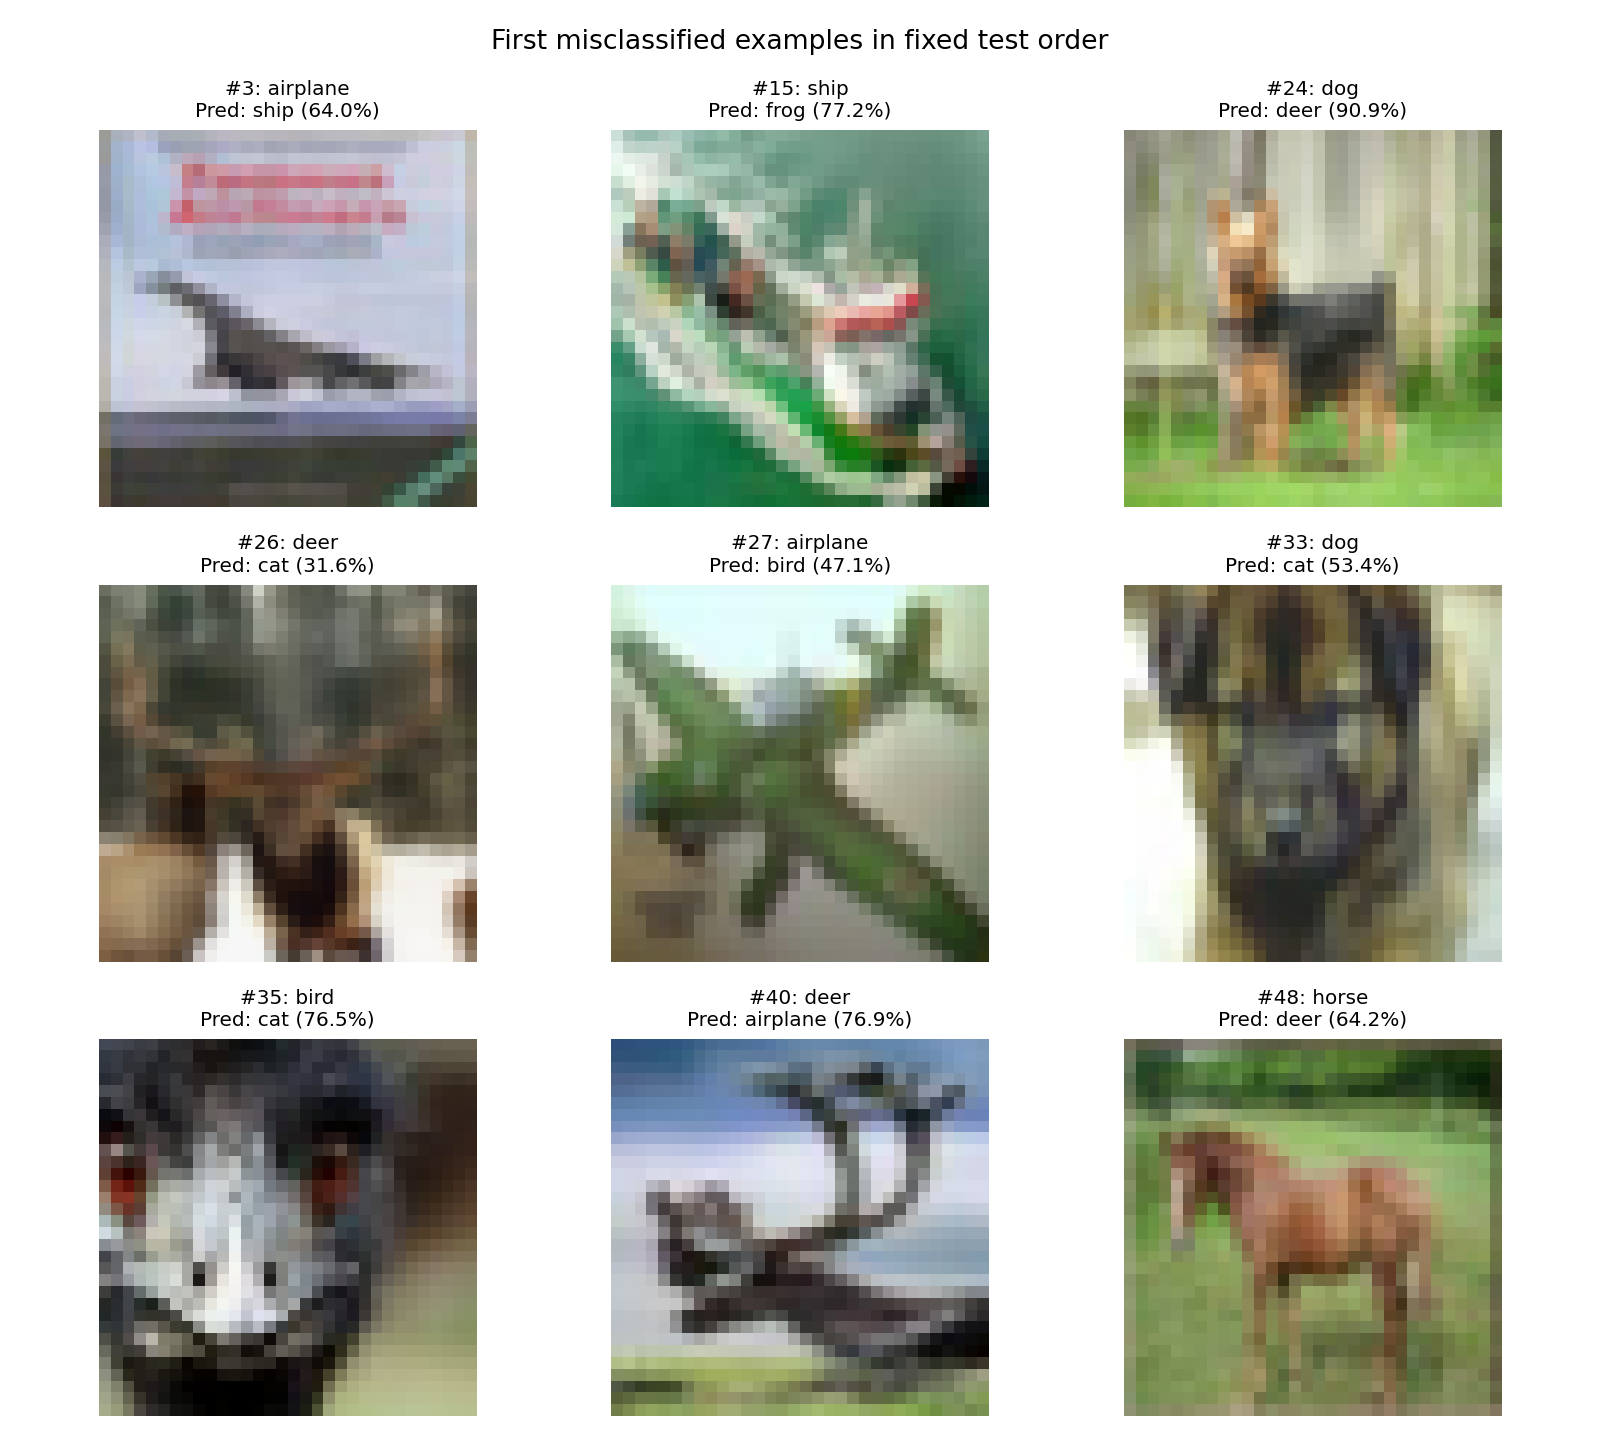 First misclassified examples in fixed test order
#3: airplane
Pred: ship (64.0%)
#15: ship
Pred: frog (77.2%)
#24: dog
Pred: deer (90.9%)
#26: deer
Pred: cat (31.6%)
#27: airplane
Pred: bird (47.1%)
#33: dog
Pred: cat (53.4%)
#35: bird
Pred: cat (76.5%)
#40: deer
Pred: airplane (76.9%)
#48: horse
Pred: deer (64.2%)